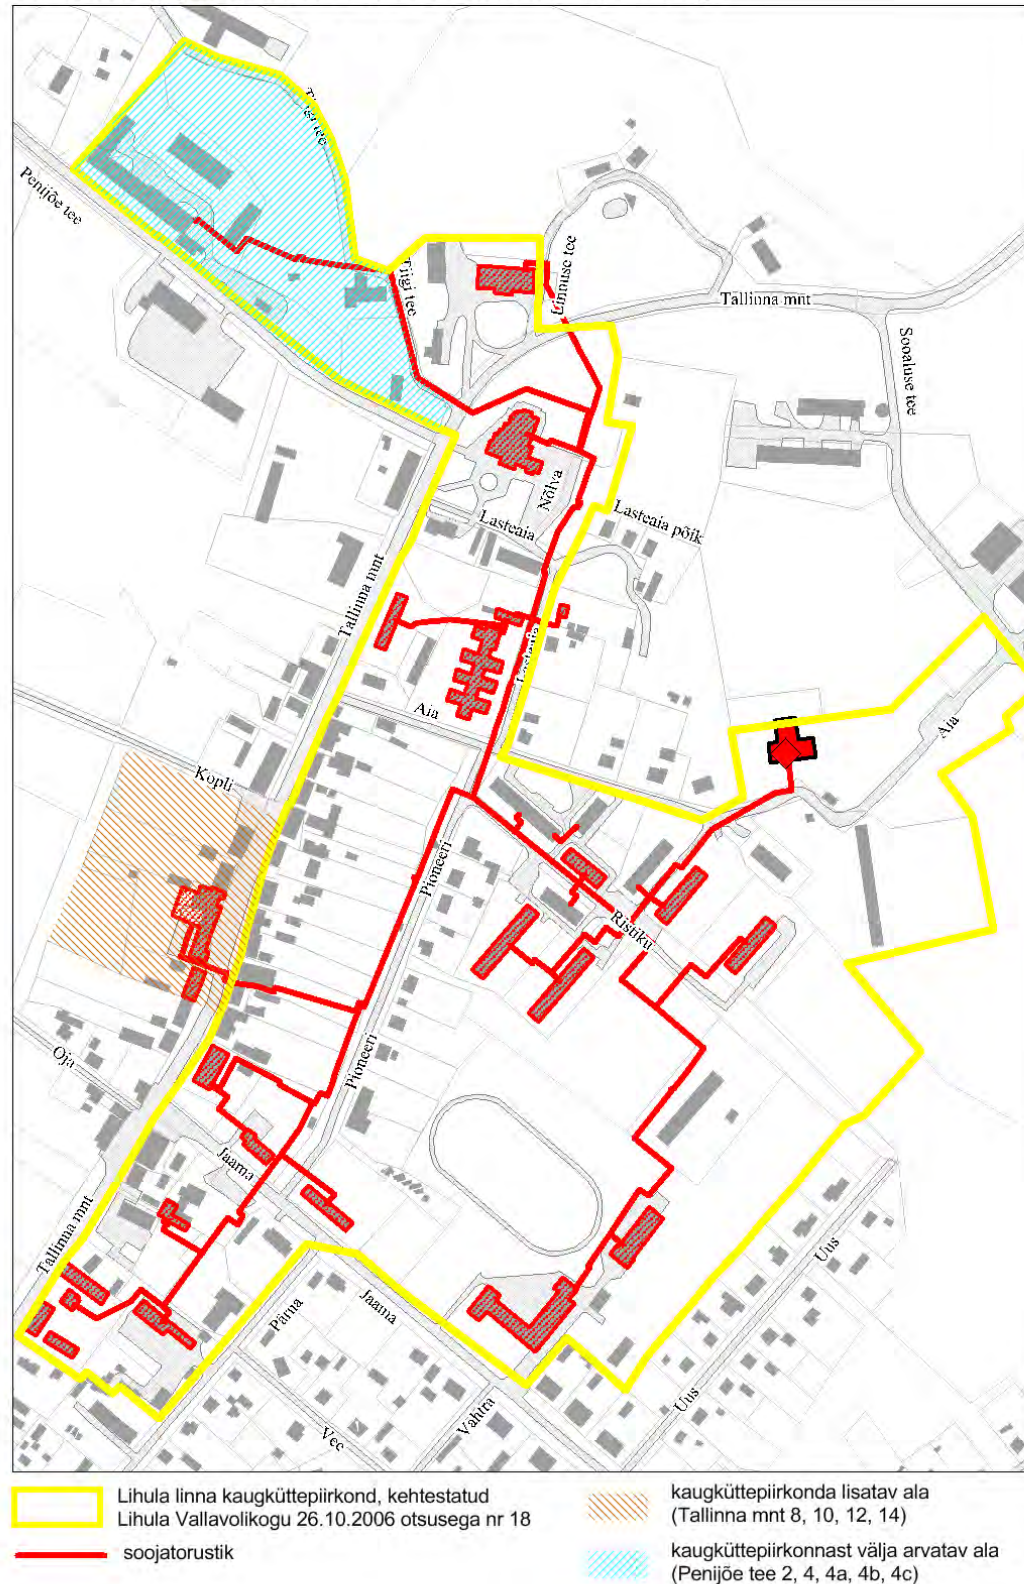 Tiigi tee
Penijõe tee
Tiigi tee
Linnuse tee
Tallinna mnt
Sooaluse tee
Nõlva
Lasteaia
Lasteaia põik
Tallinna mnt
Lasteaia
Aia
Aia
Kopli
Pioneeri
Ristiku
Oja
Pioneeri
Jaama
Tallinna mnt
Uus
Pärna
Jaama
Uus
Vahtra
Lihula linna kaugküttepiirkond, kehtestatud
Lihula Vallavolikogu 26.10.2006 otsusega nr 18
soojatorustik
kaugküttepiirkonda lisatav ala
(Tallinna mnt 8, 10, 12, 14)
kaugküttepiirkonnast välja arvatav ala
(Penijõe tee 2, 4, 4a, 4b, 4c)